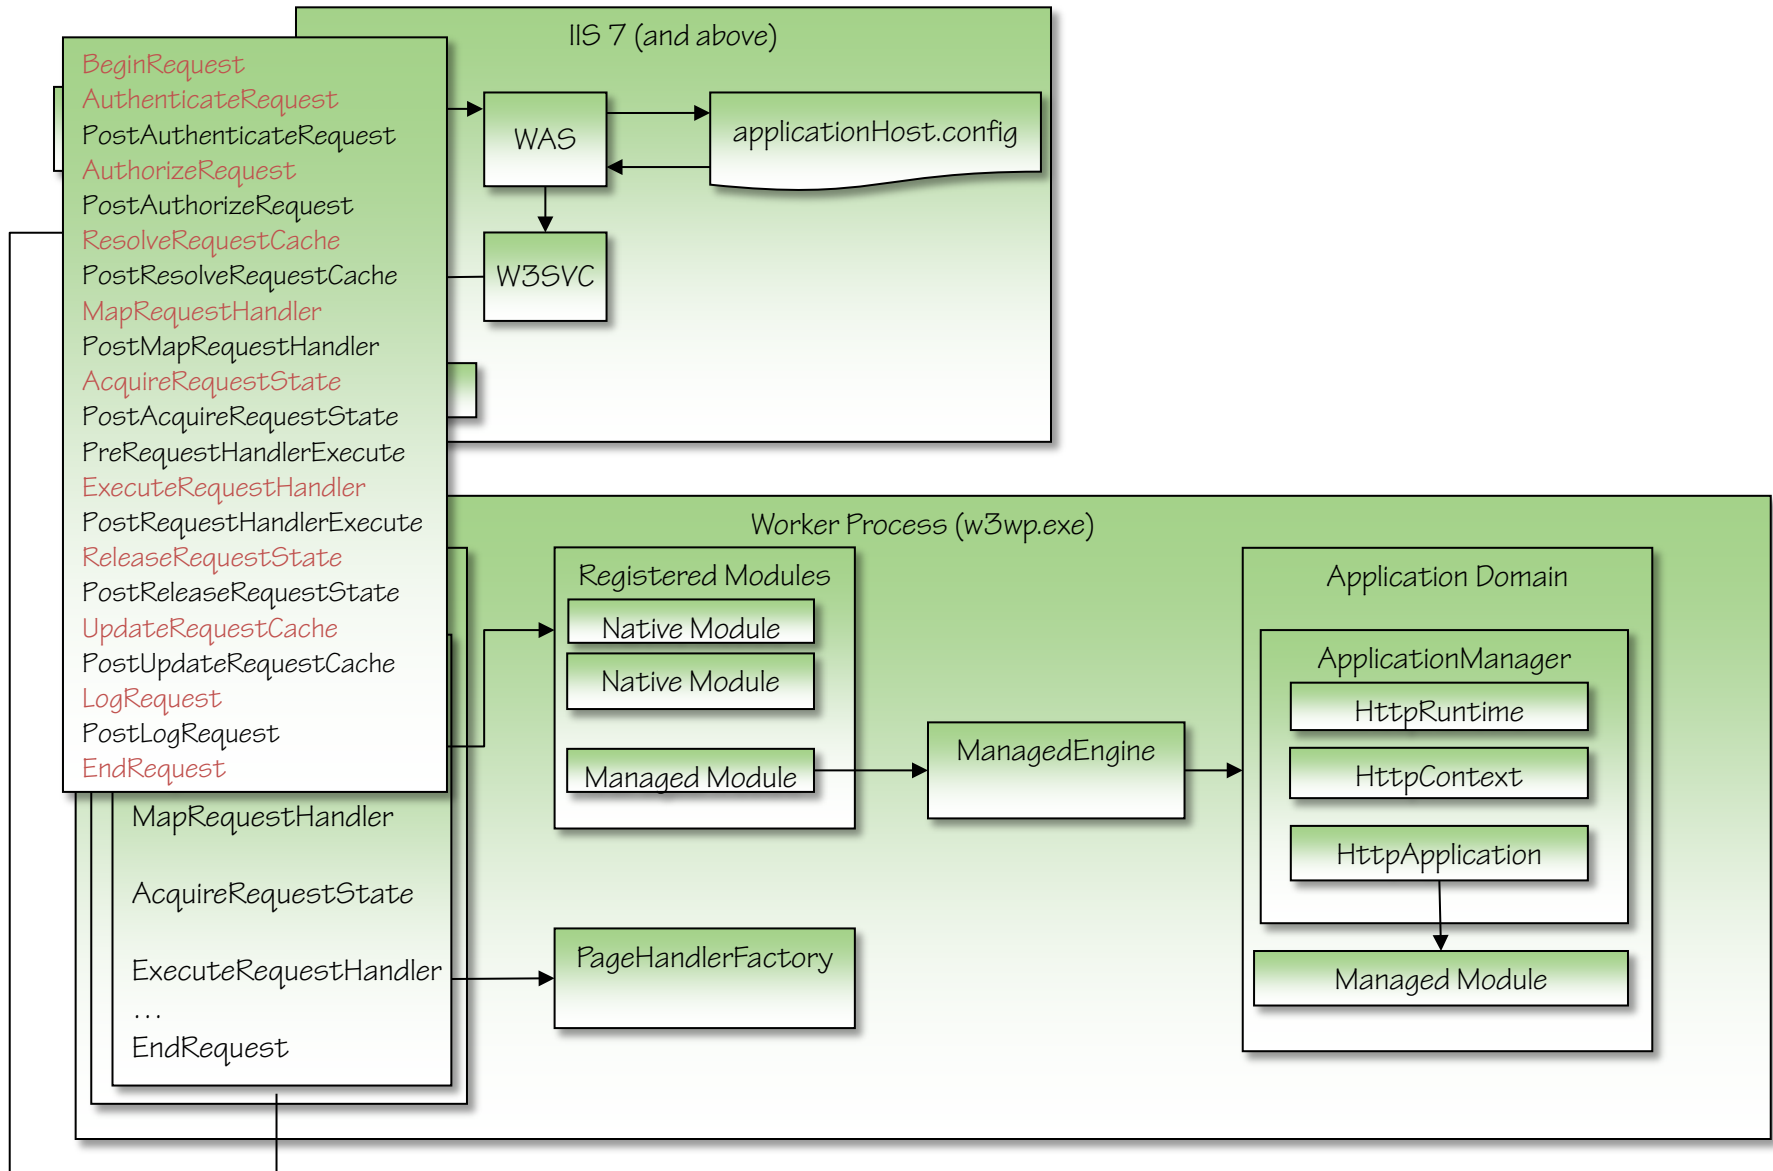 IIS 7 (and above)
BeginRequest
AuthenticateRequest
PostAuthenticateRequest
AuthorizeRequest
PostAuthorizeRequest
ResolveRequestCache
PostResolveRequestCache
MapRequestHandler
PostMapRequestHandler
AcquireRequestState
PostAcquireRequestState
PreRequestHandlerExecute
ExecuteRequestHandler
PostRequestHandlerExecute
ReleaseRequestState
PostReleaseRequestState
UpdateRequestCache
PostUpdateRequestCache
LogRequest
PostLogRequest
EndRequest
WAS
applicationHost.config
W3SVC
Worker Process (w3wp.exe)
MapRequestHandler
AcquireRequestState
ExecuteRequestHandler
...
EndRequest
Registered Modules
Native Module
Native Module
Managed Module
PageHandlerFactory
ManagedEngine
Application Domain
ApplicationManager
HttpRuntime
HttpContext
HttpApplication
Managed Module